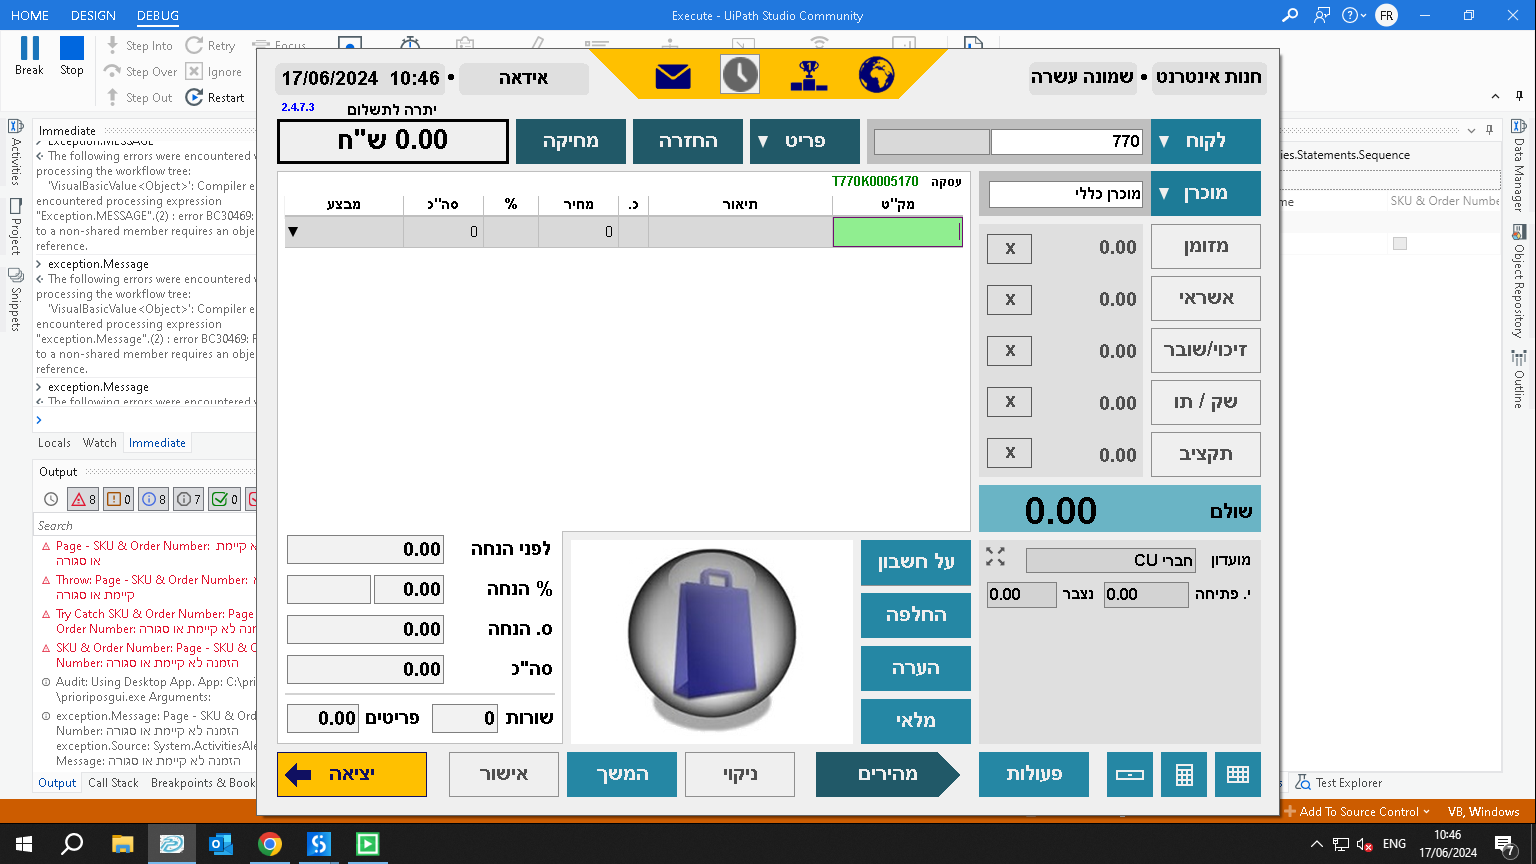 HOME DESIGN DEBUG
Execute - UiPath Studio Community
FR
Break Stop
Step Into Retry Focus
Step Over Ignore
Step Out Restart
Immediate
Exception.MESSAGE
The following errors were encountered
processing the workflow tree:
'VisualBasicValue<Object>': Compiler e
encountered processing expression
"Exception.MESSAGE".(2) : error BC30469:
to a non-shared member requires an obje
reference.
exception.Message
The following errors were encountered
processing the workflow tree:
'VisualBasicValue<Object>': Compiler e
encountered processing expression
"exception.Message".(2) : error BC30469: F
to a non-shared member requires an obje
reference.
exception.Message
The following errors were encountered
Locals Watch Immediate
Output
8 0 8 7 0
Search
Page - SKU & Order Number: לא קיימת
או סגורה
Throw: Page - SKU & Order Number:
קיימת או סגורה
Try Catch SKU & Order Number: Page
Order Number: הזמנה לא קיימת או סגורה
SKU & Order Number: Page - SKU & O
Number: הזמנה לא קיימת או סגורה
Audit: Using Desktop App. App: C:\pri
\prioriposgui.exe Arguments:
exception.Message: Page - SKU & Ord
Number: הזמנה לא קיימת או סגורה
exception.Source: System.ActivitiesAle
Message: הזמנה לא קיימת או סגורה
Output Call Stack Breakpoints & Book
Activities
Project
Snippets
חנות אינטרנט • שמונה עשרה
אידאה • 10:46 17/06/2024
2.4.7.3
יתרה לתשלום
0.00 ש"ח
מחיקה
החזרה
פריט
770
לקוח
מוכרן כללי
מוכרן
עסקה T770K0005170
מק"ט תיאור כ. מחיר % סה"כ מבצע
0 0
מזומן 0.00 X
אשראי 0.00 X
זיכוי/שובר 0.00 X
שק / תו 0.00 X
תקציב 0.00 X
שולם 0.00
מועדון חברי CU
י. פתיחה 0.00 נצבר 0.00
לפני הנחה 0.00
% הנחה 0.00
ס. הנחה 0.00
סה"כ 0.00
שורות 0 פריטים 0.00
על חשבון
החלפה
הערה
מלאי
פעולות
מהירים
ניקוי
המשך
אישור
יציאה
ies.Statements.Sequence
me SKU & Order Numbe
Data Manager
Object Repository
Outline
Test Explorer
Add To Source Control
VB, Windows
ENG
10:46
17/06/2024
7